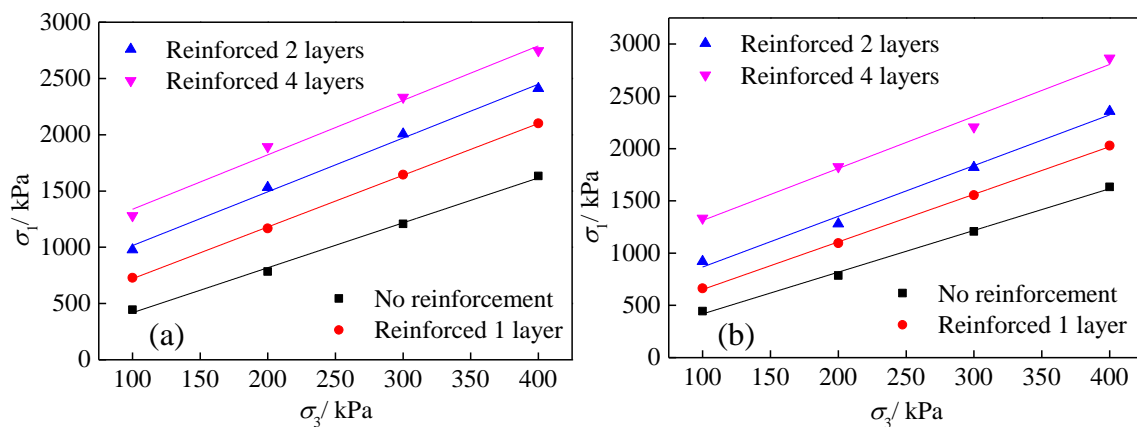 3000
2500
2000
1500
1000
500
0
σ₁/ kPa
Reinforced 2 layers
Reinforced 4 layers
No reinforcement
Reinforced 1 layer
(a)
100 150 200 250 300 350 400
σ₃/ kPa
3000
2500
2000
1500
1000
500
0
σ₁/ kPa
Reinforced 2 layers
Reinforced 4 layers
No reinforcement
Reinforced 1 layer
(b)
100 150 200 250 300 350 400
σ₃/ kPa